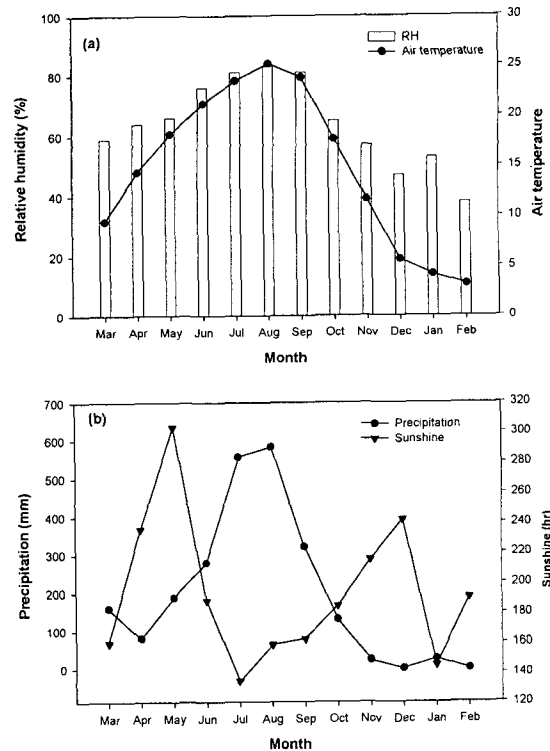 (a)
RH
Air temperature
Relative humidity (%)
100
80
60
40
20
0
Air temperature
30
25
20
15
10
5
0
Mar Apr May Jun Jul Aug Sep Oct Nov Dec Jan Feb
Month
(b)
Precipitation
Sunshine
Precipitation (mm)
700
600
500
400
300
200
100
0
Sunshine (hr)
320
300
280
260
240
220
200
180
160
140
120
Mar Apr May Jun Jul Aug Sep Oct Nov Dec Jan Feb
Month